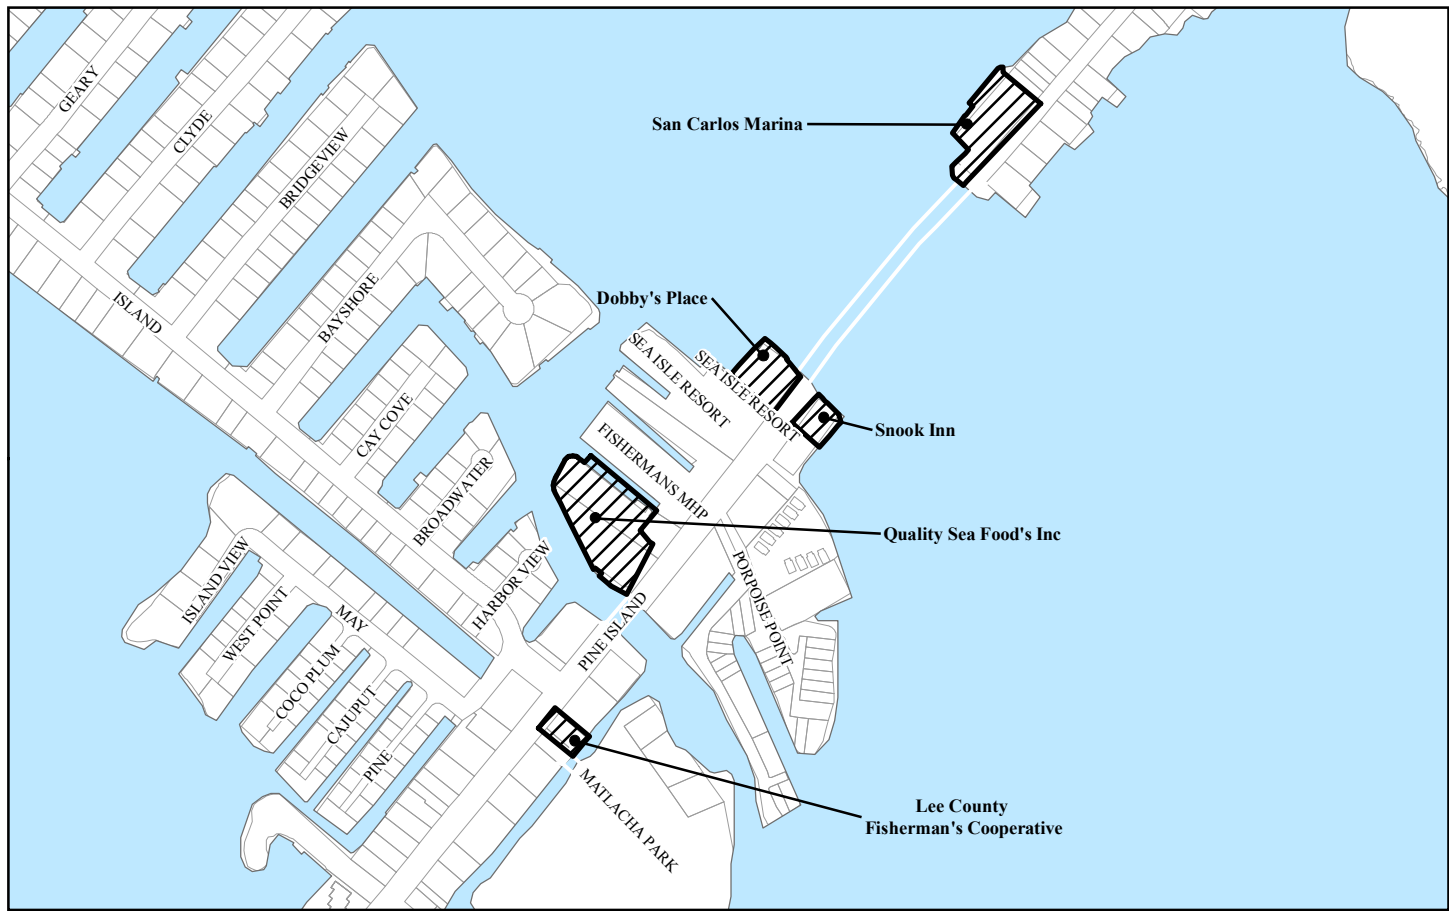 GEARY
CLYDE
BRIDGEVIEW
San Carlos Marina
ISLAND
BAYSHORE
Dobby's Place
SEA ISLE RESORT
SEA ISLE RESORT
CAY COVE
Snook Inn
FISHERMANS MHP
BROADWATER
Quality Sea Food's Inc
HARBOR VIEW
ISLAND VIEW
WEST POINT
MAY
PINE ISLAND
PORPOISE POINT
COCO PLUM
CAJUPUT
PINE
MATLACHA PARK
Lee County
Fisherman's Cooperative